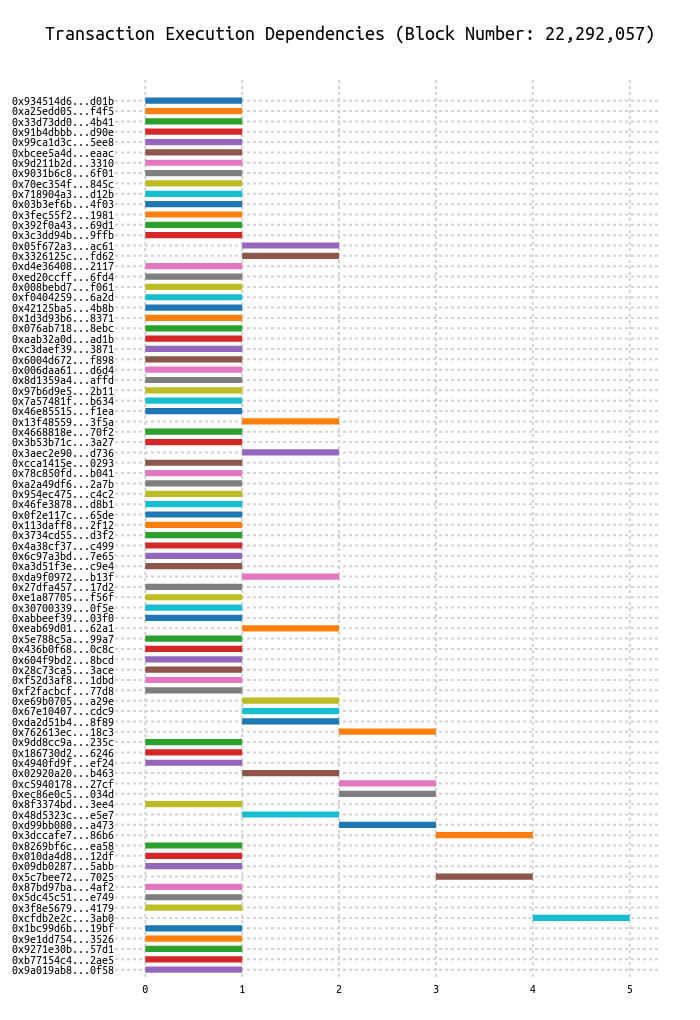 Transaction Execution Dependencies (Block Number: 22,292,057)
0x934514d6...d01b
0xa25edd05...f4f5
0x33d73dd0...4b41
0x91b4dbbb...d90e
0x99ca1d3c...5ee8
0xbcee5a4d...eaac
0x9d211b2d...3310
0x9031b6c8...6f01
0x70ec354f...845c
0x718904a3...d12b
0x03b3ef6b...4f03
0x3fec55f2...1981
0x392f0a43...69d1
0x3c3dd94b...9ffb
0x05f672a3...ac61
0x3326125c...fd62
0xd4e36408...2117
0xed20ccff...6fd4
0x008bebd7...f061
0xf0404259...6a2d
0x42125ba5...4b8b
0x1d3d93b6...8371
0x076ab718...8ebc
0xaab32a0d...ad1b
0xc3daef39...3871
0x6004d672...f898
0x006daa61...d6d4
0x8d1359a4...affd
0x97b6d9e5...2b11
0x7a57481f...b634
0x46e85515...f1ea
0x13f48559...3f5a
0x4668818e...70f2
0x3b53b71c...3a27
0x3aec2e90...d736
0xcca1415e...0293
0x78c850fd...b041
0xa2a49df6...2a7b
0x954ec475...c4c2
0x46fe3878...d8b1
0x0f2e117c...65de
0x113daff8...2f12
0x3734cd55...d3f2
0x4a38cf37...c499
0x6c97a3bd...7e65
0xa3d51f3e...c9e4
0xda9f0972...b13f
0x27dfa457...17d2
0xe1a87705...f56f
0x30700339...0f5e
0xabbeef39...03f0
0xeab69d01...62a1
0x5e788c5a...99a7
0x436b0f68...0c8c
0x604f9bd2...8bcd
0x28c73ca5...3ace
0xf52d3af8...1dbd
0xf2facbcf...77d8
0xe69b0705...a29e
0x67e10407...cdc9
0xda2d51b4...8f89
0x762613ec...18c3
0x9dd8cc9a...235c
0x186730d2...6246
0x4940fd9f...ef24
0x02920a20...b463
0xc5940178...27cf
0xec86e0c5...034d
0x8f3374bd...3ee4
0x48d5323c...e5e7
0xd99bb080...a473
0x3dccafe7...86b6
0x8269bf6c...ea58
0x010da4d8...12df
0x09db0287...5abb
0x5c7bee72...7025
0x87bd97ba...4af2
0x5dc45c51...e749
0x3f8e5679...4179
0xcfdb2e2c...3ab0
0x1bc99d6b...19bf
0x9e1dd754...3526
0x9271e30b...57d1
0xb77154c4...2ae5
0x9a019ab8...0f58
0 1 2 3 4 5